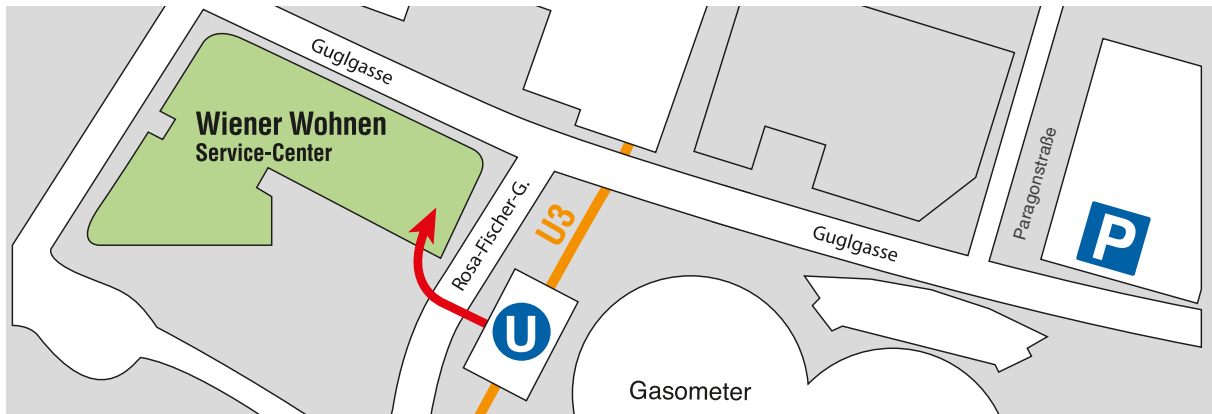 Guglgasse
Wiener Wohnen
Service-Center
Rosa-Fischer-G.
U3
Guglgasse
Paragonstraße
P
U
Gasometer